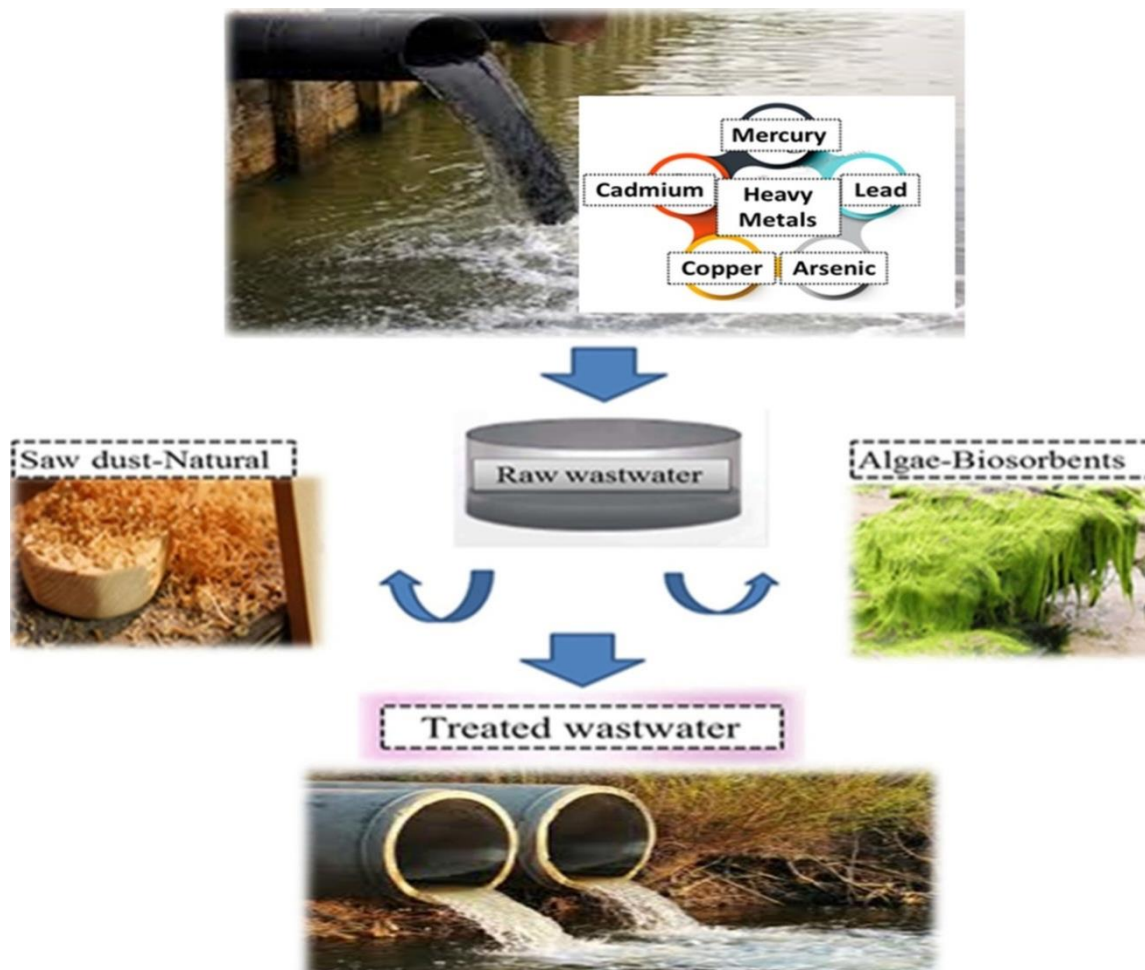 Mercury
Cadmium
Heavy
Metals
Lead
Copper
Arsenic
Saw dust-Natural
Raw wastwater
Algae-Biosorbents
Treated wastwater